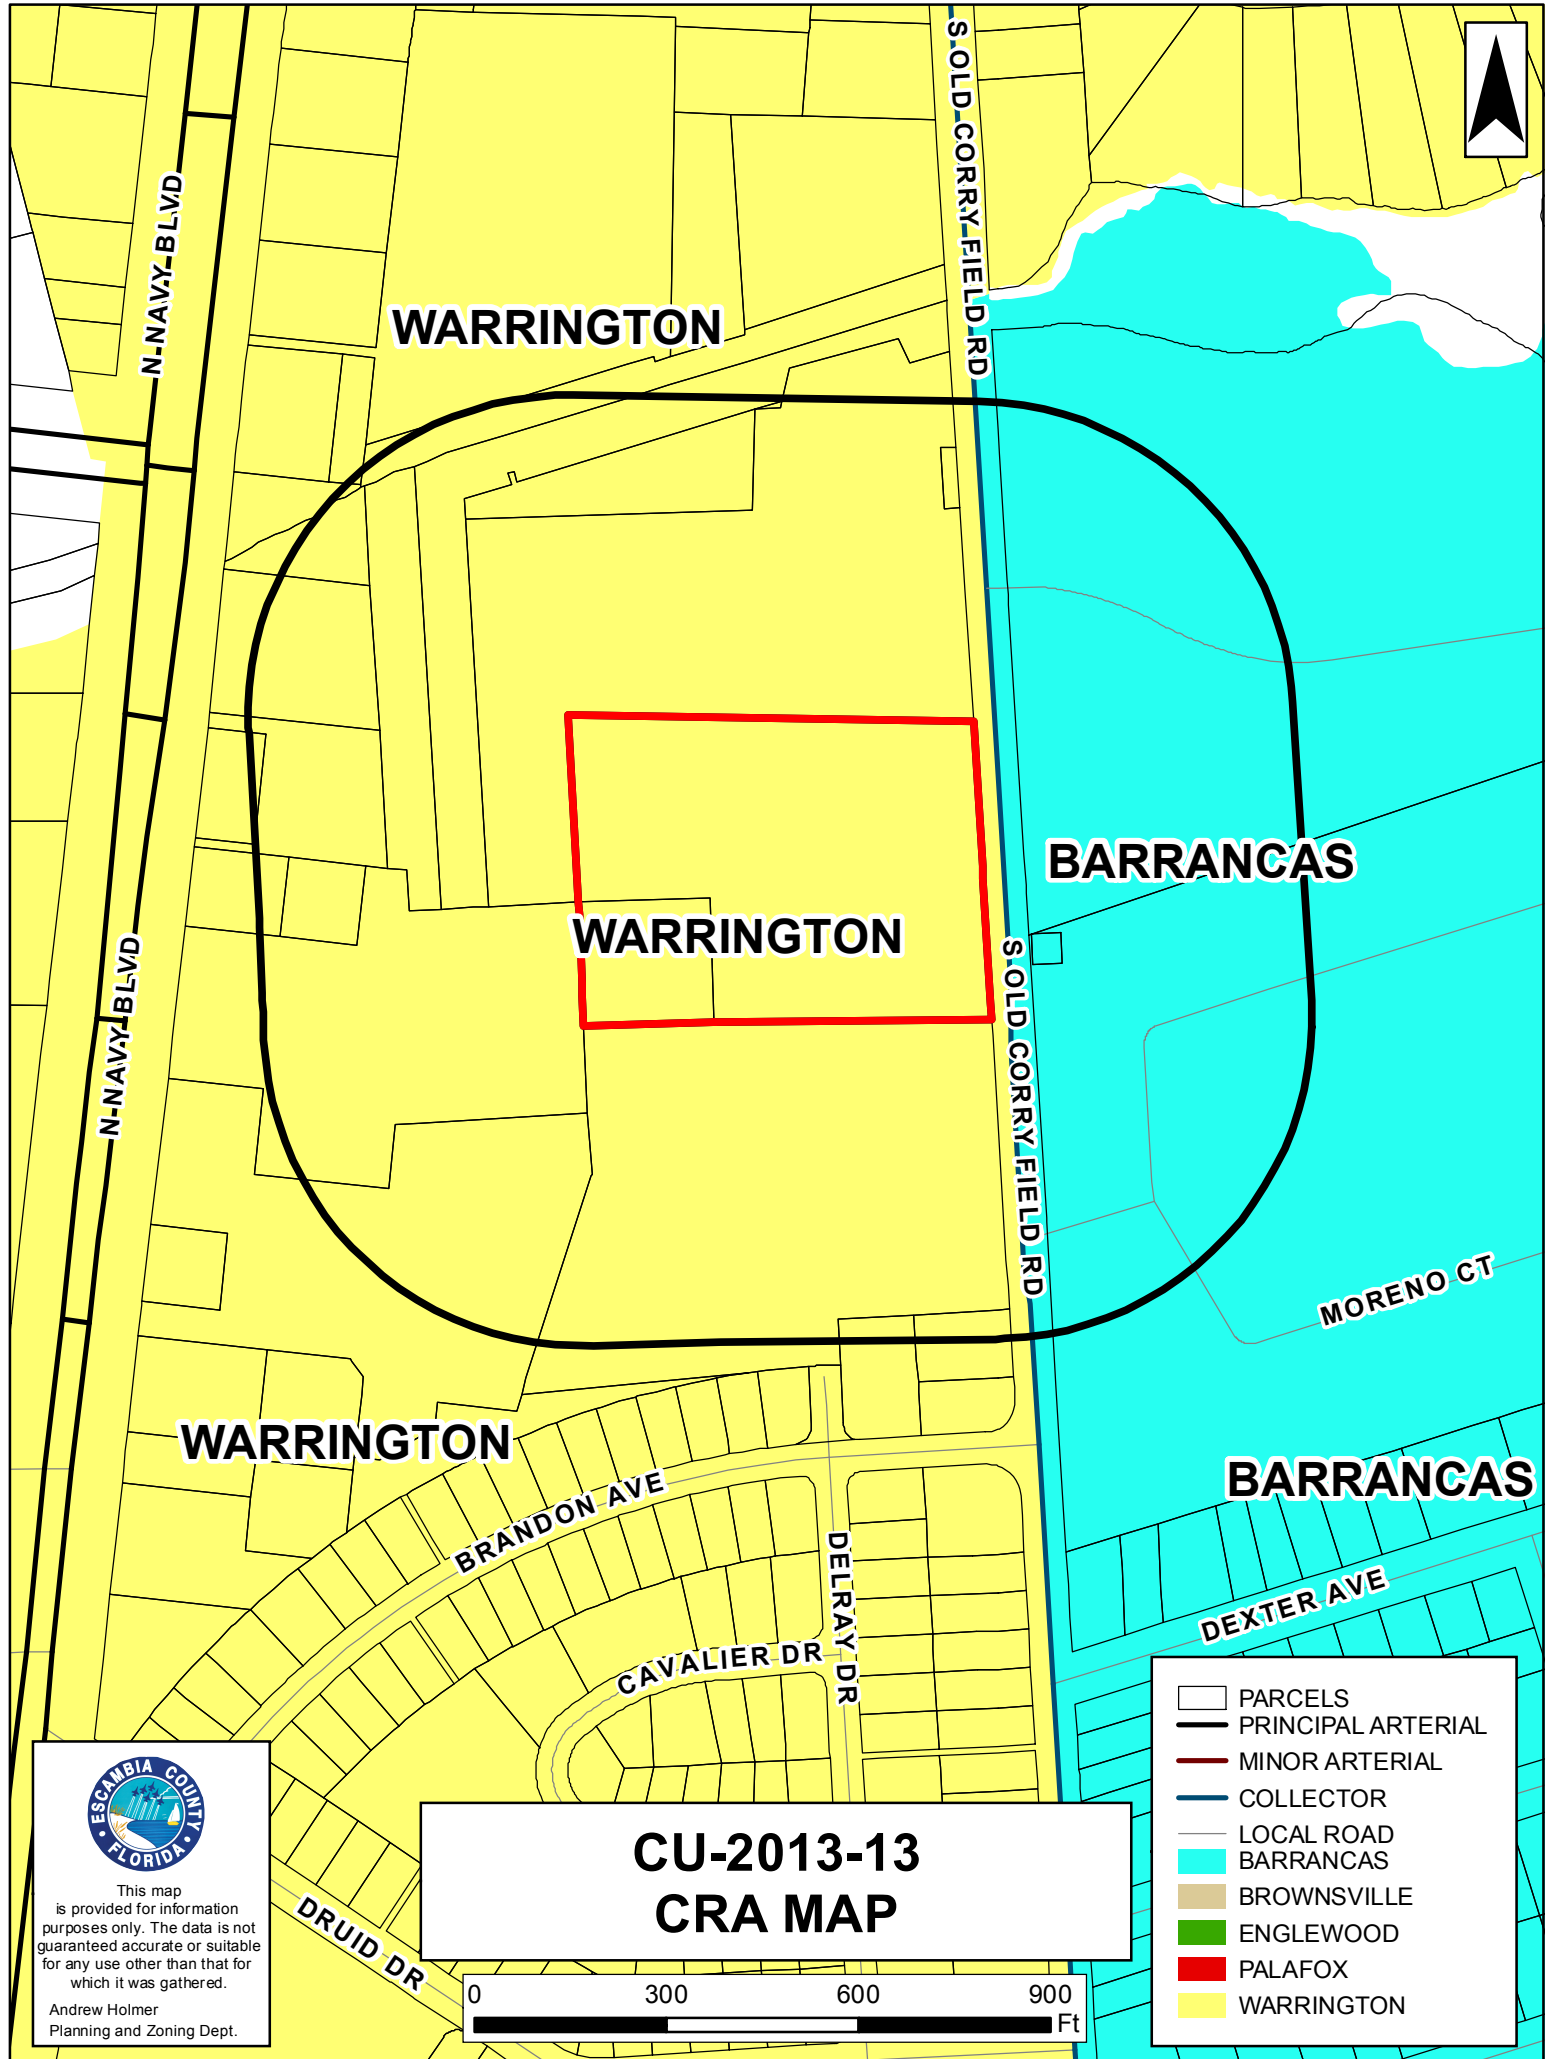 S OLD CORRY FIELD RD
N NAVY BLVD
WARRINGTON
BARRANCAS
WARRINGTON
N NAVY BLVD
S OLD CORRY FIELD RD
MORENO CT
WARRINGTON
BARRANCAS
BRANDON AVE
DELRAY DR
DEXTER AVE
CAVALIER DR
DRUID DR
PARCELS
PRINCIPAL ARTERIAL
MINOR ARTERIAL
COLLECTOR
LOCAL ROAD
BARRANCAS
BROWNSVILLE
ENGLEWOOD
PALAFOX
WARRINGTON
ESCAMBIA COUNTY
FLORIDA
This map
is provided for information
purposes only. The data is not
guaranteed accurate or suitable
for any use other than that for
which it was gathered.
Andrew Holmer
Planning and Zoning Dept.
CU-2013-13
CRA MAP
0 300 600 900
Ft